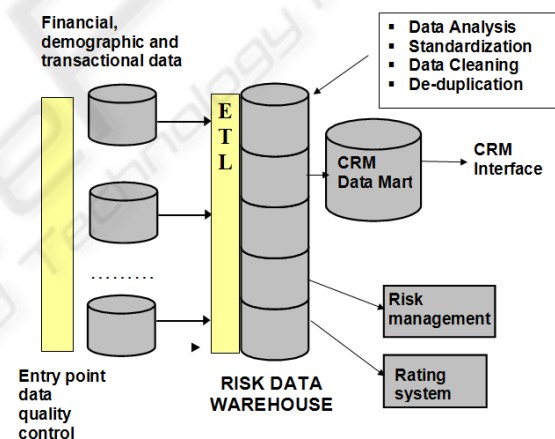 Financial,
demographic and
transactional data
▪ Data Analysis
▪ Standardization
▪ Data Cleaning
▪ De-duplication
E
T
L
CRM
Data Mart
CRM
Interface
..........
Risk
management
Rating
system
Entry point
data
quality
control
RISK DATA
WAREHOUSE
Technology